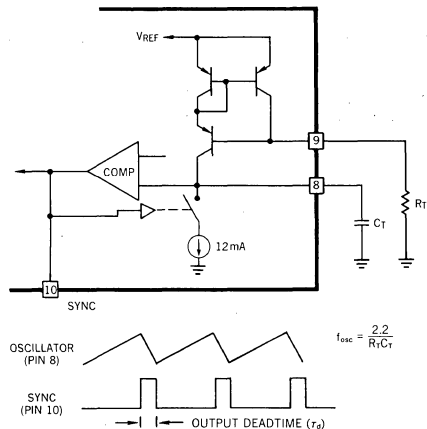 VREF
COMP
9
8
RT
CT
12mA
10
SYNC
OSCILLATOR
(PIN 8)
fosc = 2.2 / RTCT
SYNC
(PIN 10)
OUTPUT DEADTIME (τd)